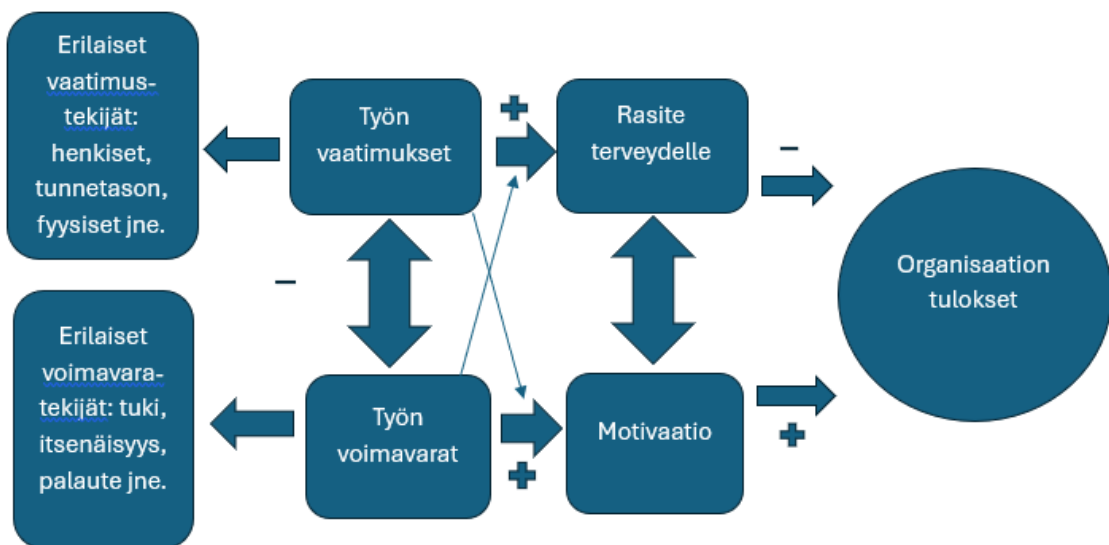 Erilaiset
vaatimus-
tekijät:
henkiset,
tunnetason,
fyysiset jne.
Työn
vaatimukset
+
Rasite
terveydelle
–
Organisaation
tulokset
–
Erilaiset
voimavara-
tekijät: tuki,
itsenäisyys,
palaute jne.
Työn
voimavarat
+
Motivaatio
+